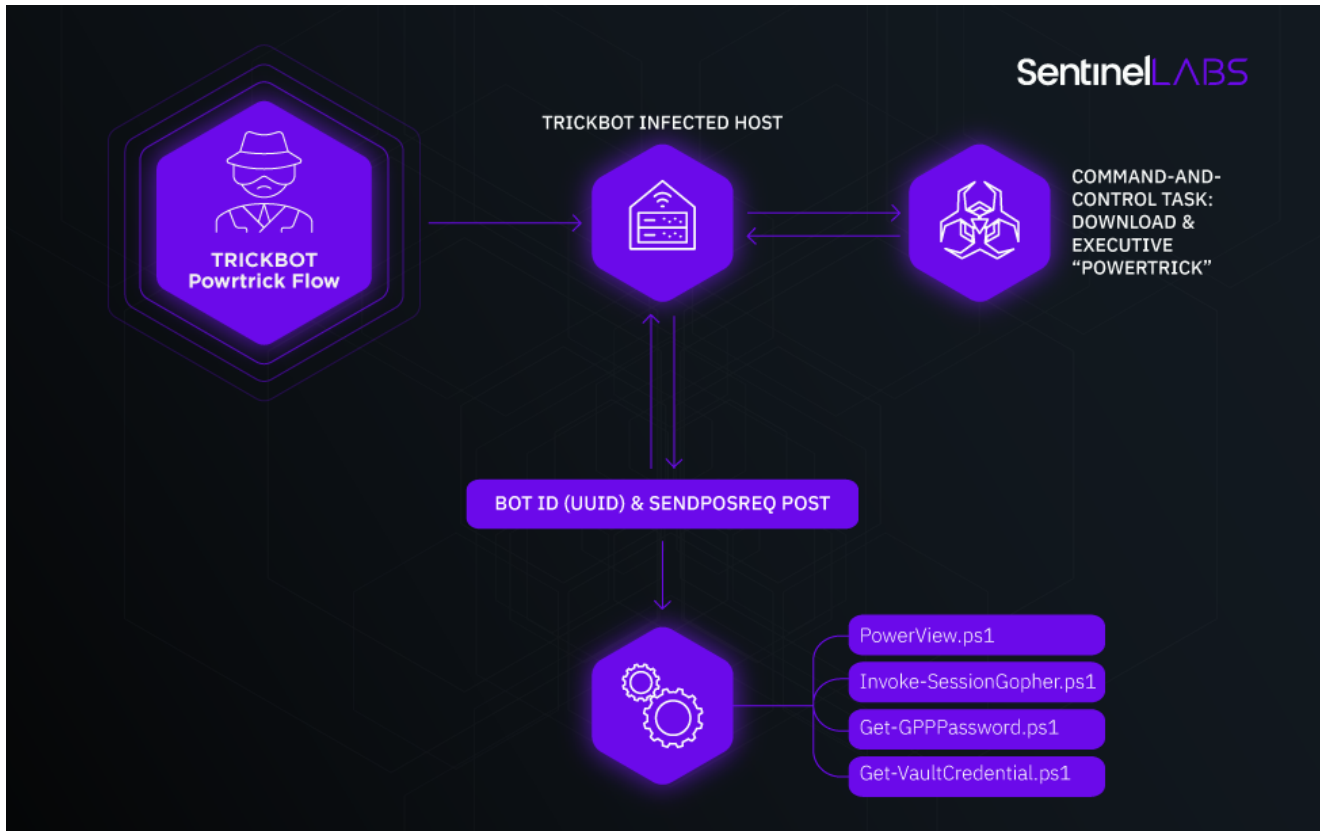 SentinelLABS
TRICKBOT INFECTED HOST
TRICKBOT
Powrtrick Flow
COMMAND-AND-
CONTROL TASK:
DOWNLOAD &
EXECUTIVE
“POWERTRICK”
BOT ID (UUID) & SENDPOSREQ POST
PowerView.ps1
Invoke-SessionGopher.ps1
Get-GPPPassword.ps1
Get-VaultCredential.ps1